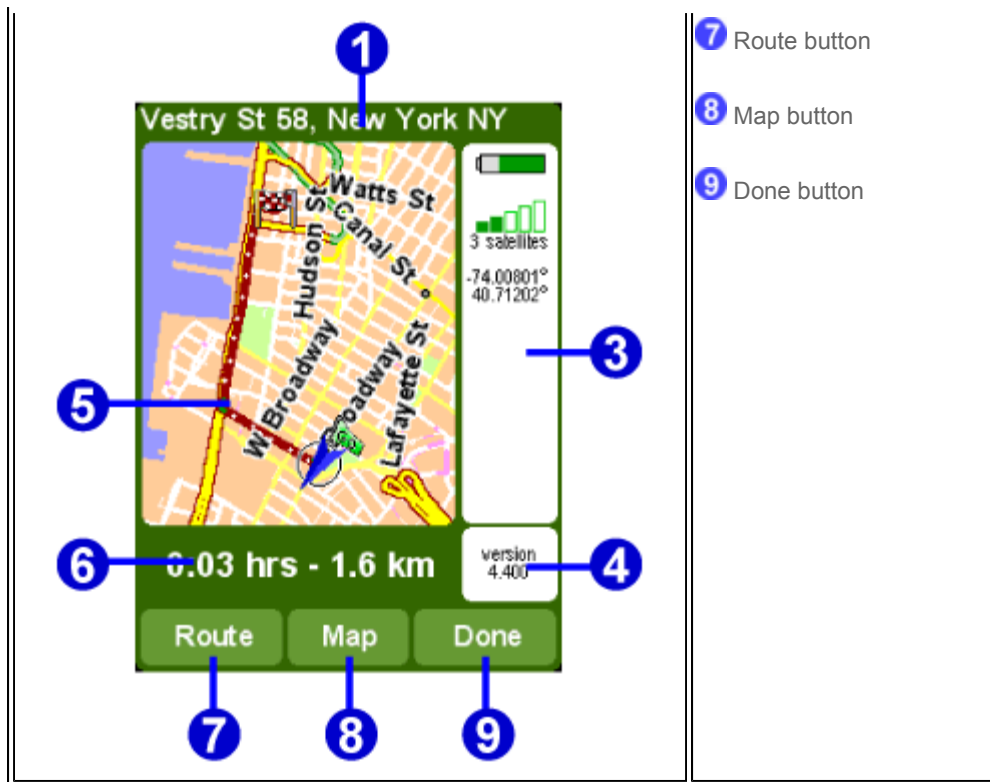 1
Vestry St 58, New York NY
Watts St
Canal St
Hudson St
W Broadway
Broadway
Lafayette St
3 satellites
-74.00801°
40.71202°
3
5
6
0:03 hrs - 1.6 km
version
4.400
4
Route
Map
Done
7
8
9
7 Route button
8 Map button
9 Done button